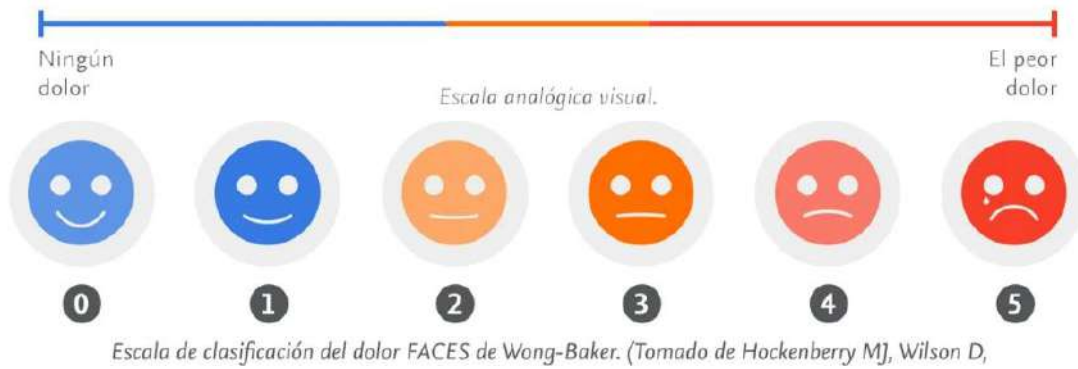 Ningún
dolor
El peor
dolor
Escala analógica visual.
0 1 2 3 4 5
Escala de clasificación del dolor FACES de Wong-Baker. (Tomado de Hockenberry MJ, Wilson D,